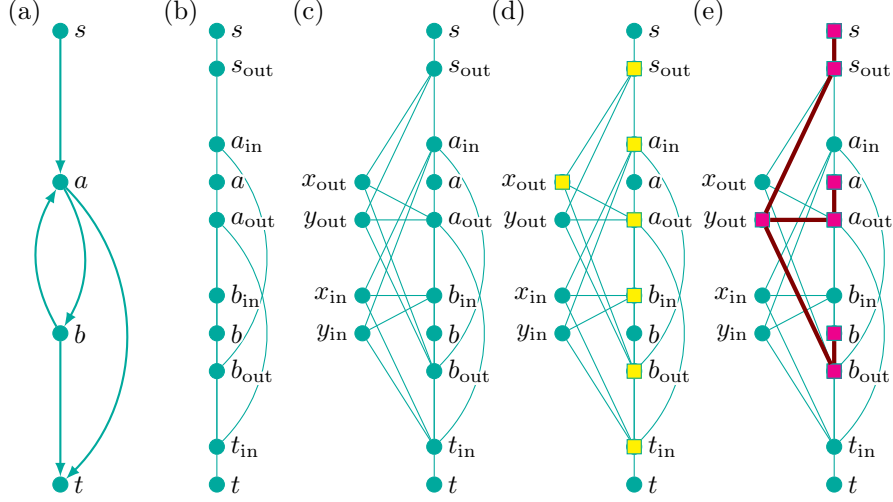 (a)
s
a
b
t
(b)
s
s_out
a_in
a
a_out
b_in
b
b_out
t_in
t
(c)
s
s_out
a_in
x_out
a
y_out
a_out
x_in
b_in
y_in
b
b_out
t_in
t
(d)
s
s_out
a_in
x_out
a
y_out
a_out
x_in
b_in
y_in
b
b_out
t_in
t
(e)
s
s_out
a_in
x_out
a
y_out
a_out
x_in
b_in
y_in
b
b_out
t_in
t